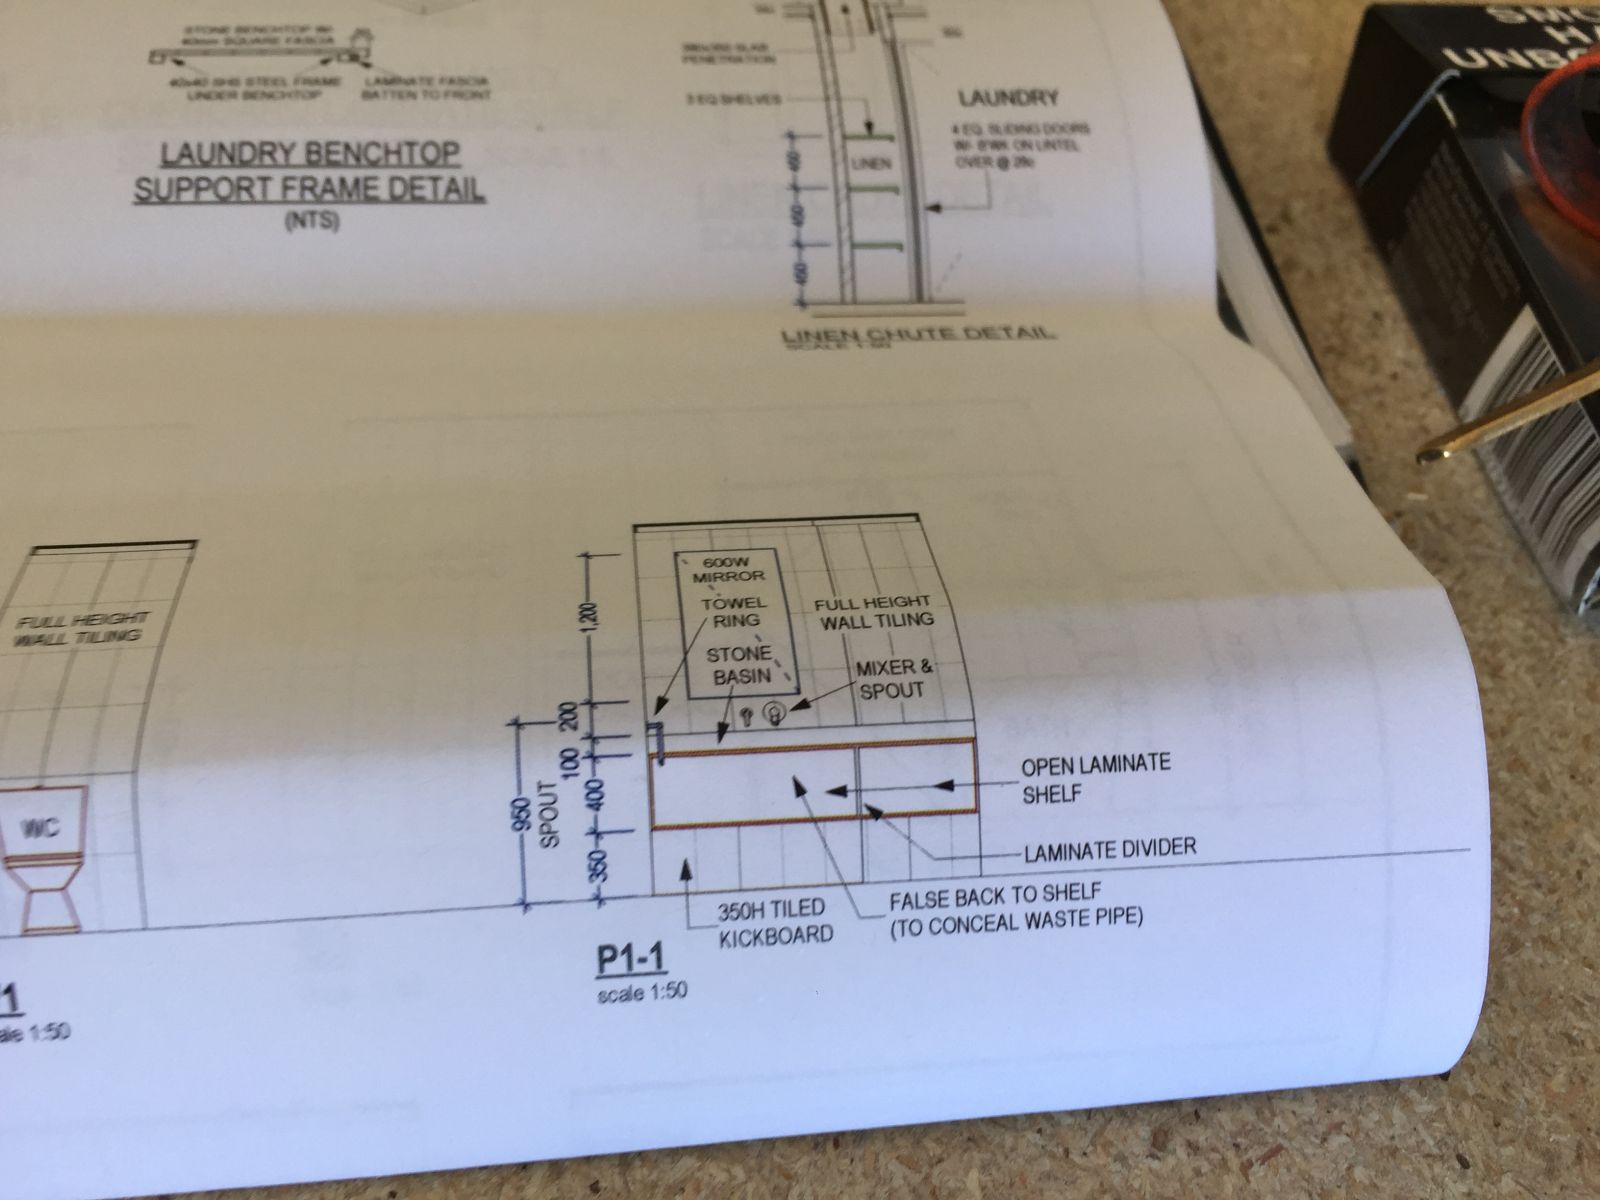 STONE BENCHTOP W/-
40mm SQUARE FASCIA
40x40 SHS STEEL FRAME
UNDER BENCHTOP
LAMINATE FASCIA
BATTEN TO FRONT
LAUNDRY BENCHTOP
SUPPORT FRAME DETAIL
(NTS)
SLAB
PENETRATION
3 EQ SHELVES
LINEN
450
450
450
LAUNDRY
4 EQ. SLIDING DOORS
W/- B'WK ON LINTEL
OVER @
LINEN CHUTE DETAIL
SCALE 1:50
FULL HEIGHT
WALL TILING
WC
1
scale 1:50
600W
MIRROR
TOWEL
RING
STONE
BASIN
FULL HEIGHT
WALL TILING
MIXER &
SPOUT
1,200
200
100
400
350
950
SPOUT
OPEN LAMINATE
SHELF
LAMINATE DIVIDER
FALSE BACK TO SHELF
(TO CONCEAL WASTE PIPE)
350H TILED
KICKBOARD
P1-1
scale 1:50